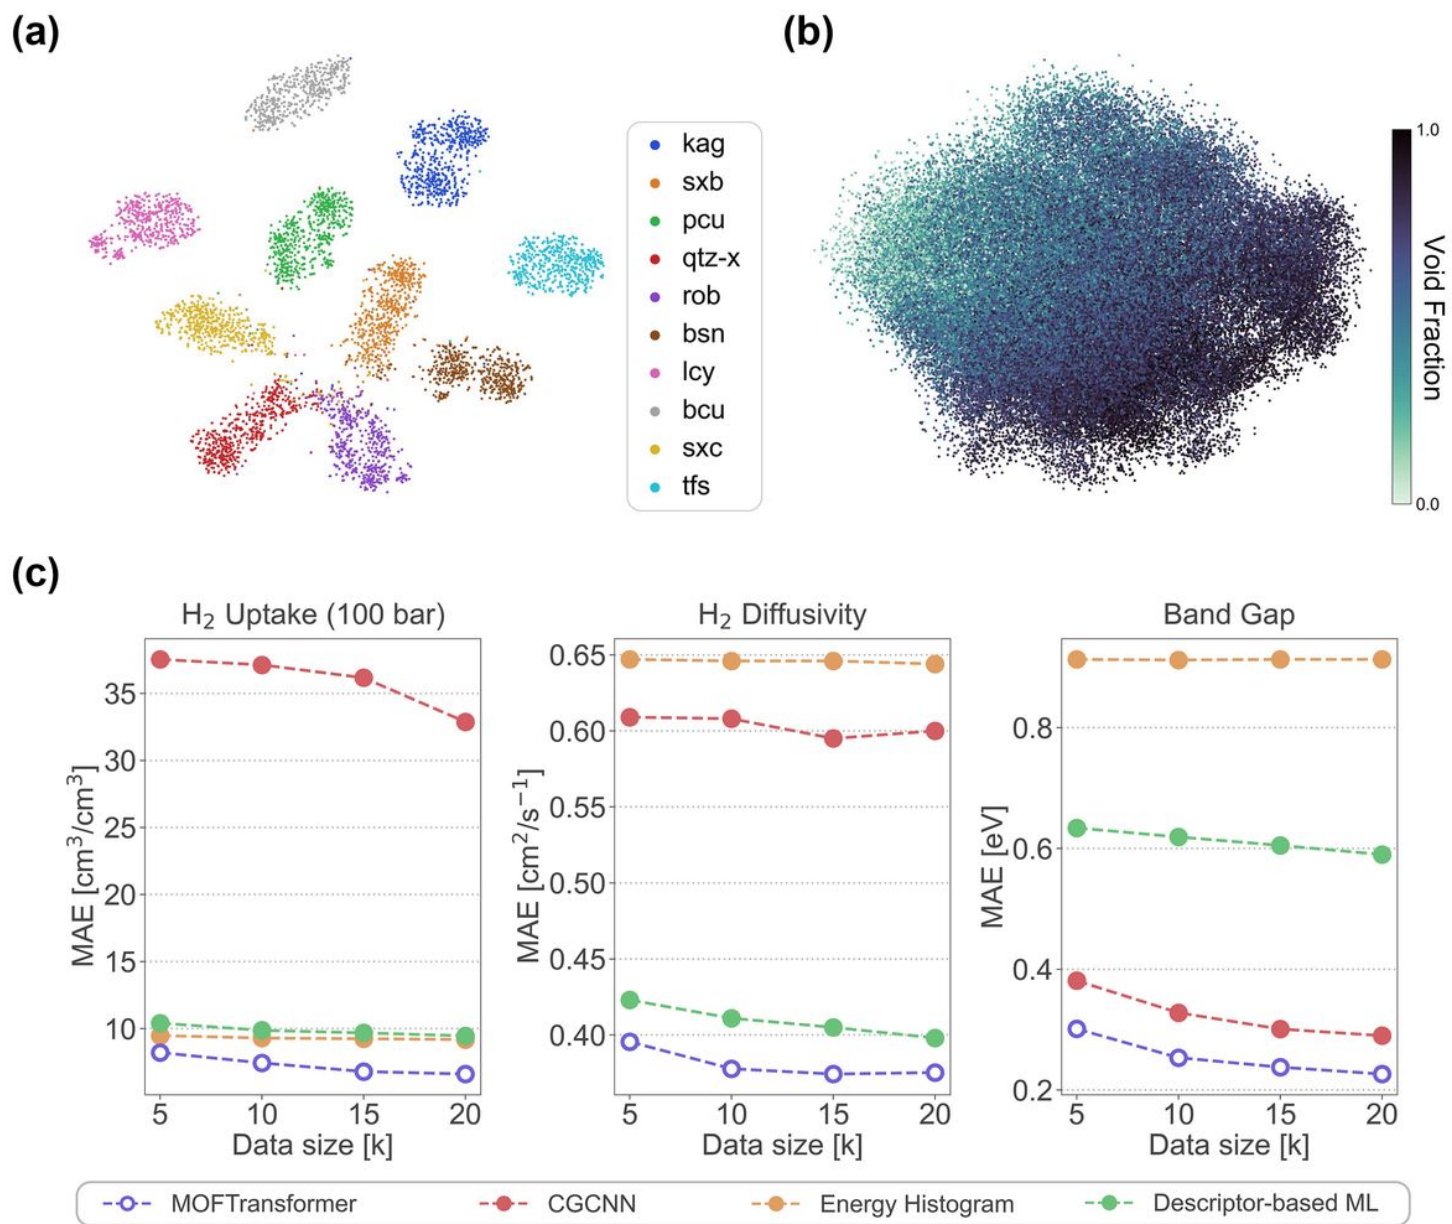 (a)
kag
sxb
pcu
qtz-x
rob
bsn
lcy
bcu
sxc
tfs
(b)
1.0
Void Fraction
0.0
(c)
H₂ Uptake (100 bar)
MAE [cm³/cm³]
35
30
25
20
15
10
5 10 15 20
Data size [k]
H₂ Diffusivity
MAE [cm²/s⁻¹]
0.65
0.60
0.55
0.50
0.45
0.40
5 10 15 20
Data size [k]
Band Gap
MAE [eV]
0.8
0.6
0.4
0.2
5 10 15 20
Data size [k]
MOFTransformer CGCNN Energy Histogram Descriptor-based ML